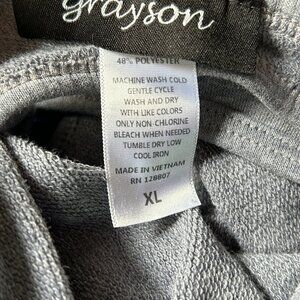 grayson
48% POLYESTER
MACHINE WASH COLD
GENTLE CYCLE
WASH AND DRY
WITH LIKE COLORS
ONLY NON-CHLORINE
BLEACH WHEN NEEDED
TUMBLE DRY LOW
COOL IRON
MADE IN VIETNAM
RN 128807
XL